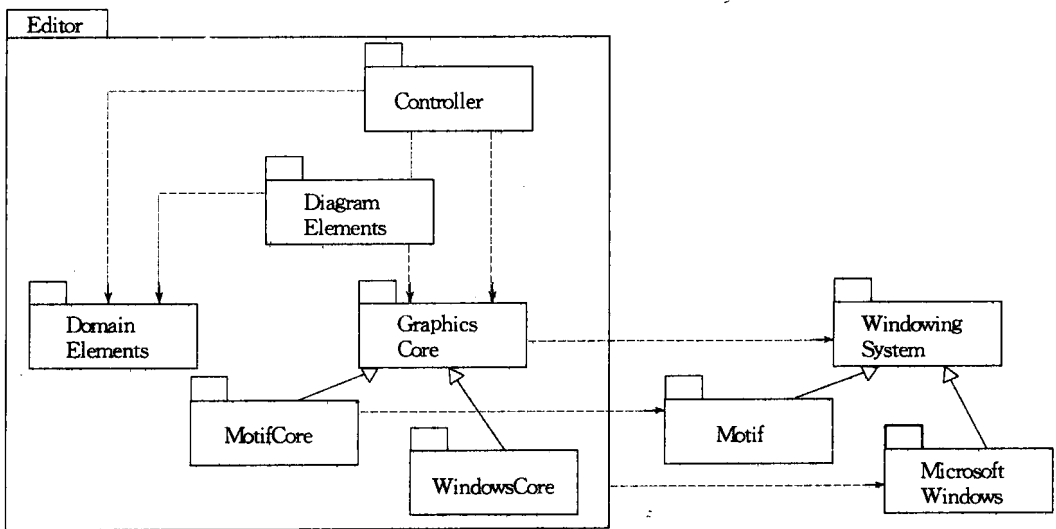 Editor
Controller
Diagram
Elements
Domain
Elements
Graphics
Core
Windowing
System
MotifCore
Motif
WindowsCore
Microsoft
Windows